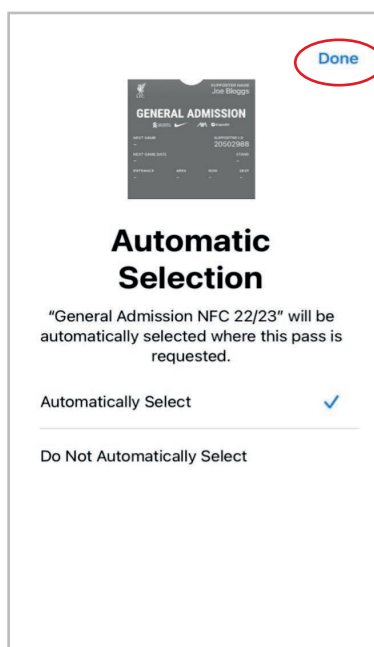 Done
SUPPORTER NAME
Joe Bloggs
GENERAL ADMISSION
AXA Expedia
NEXT GAME SUPPORTER I.D
- 20502988
NEXT GAME DATE STAND
- -
ENTRANCE AREA ROW SEAT
- - - -
Automatic
Selection
“General Admission NFC 22/23” will be
automatically selected where this pass is
requested.
Automatically Select
Do Not Automatically Select